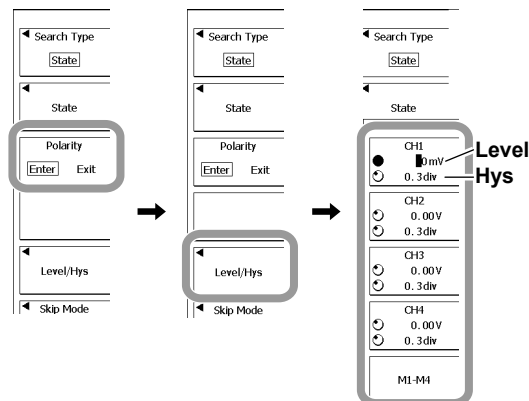 Search Type
State
State
Polarity
Enter Exit
Level/Hys
Skip Mode
Search Type
State
State
Polarity
Enter Exit
Level/Hys
Skip Mode
Search Type
State
State
CH1
0mV
0.3div
CH2
0.00V
0.3div
CH3
0.00V
0.3div
CH4
0.00V
0.3div
M1-M4
Level
Hys